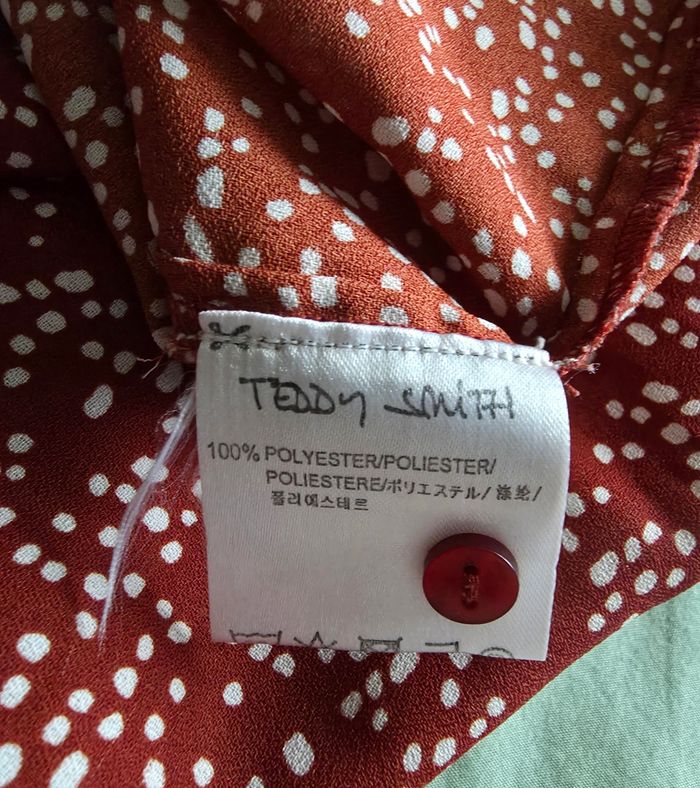 TEDDY SMITH
100% POLYESTER/POLIESTER/
POLIESTERE/ポリエステル/ 涤纶/
폴리에스테르